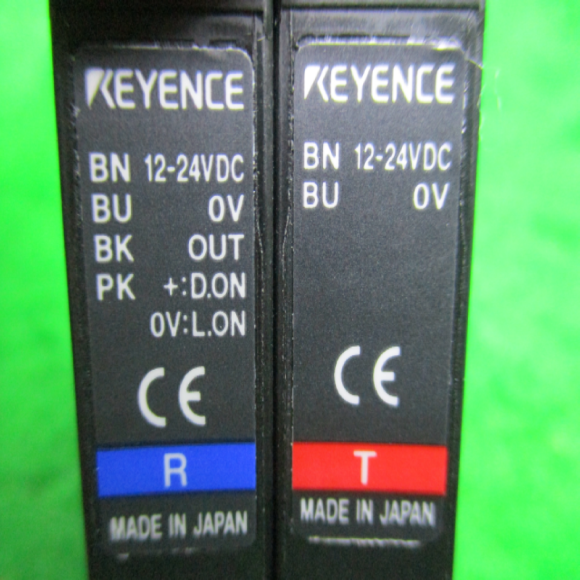 KEYENCE
BN 12-24VDC
BU 0V
BK OUT
PK +:D.ON
0V:L.ON
CE
R
MADE IN JAPAN
KEYENCE
BN 12-24VDC
BU 0V
CE
T
MADE IN JAPAN